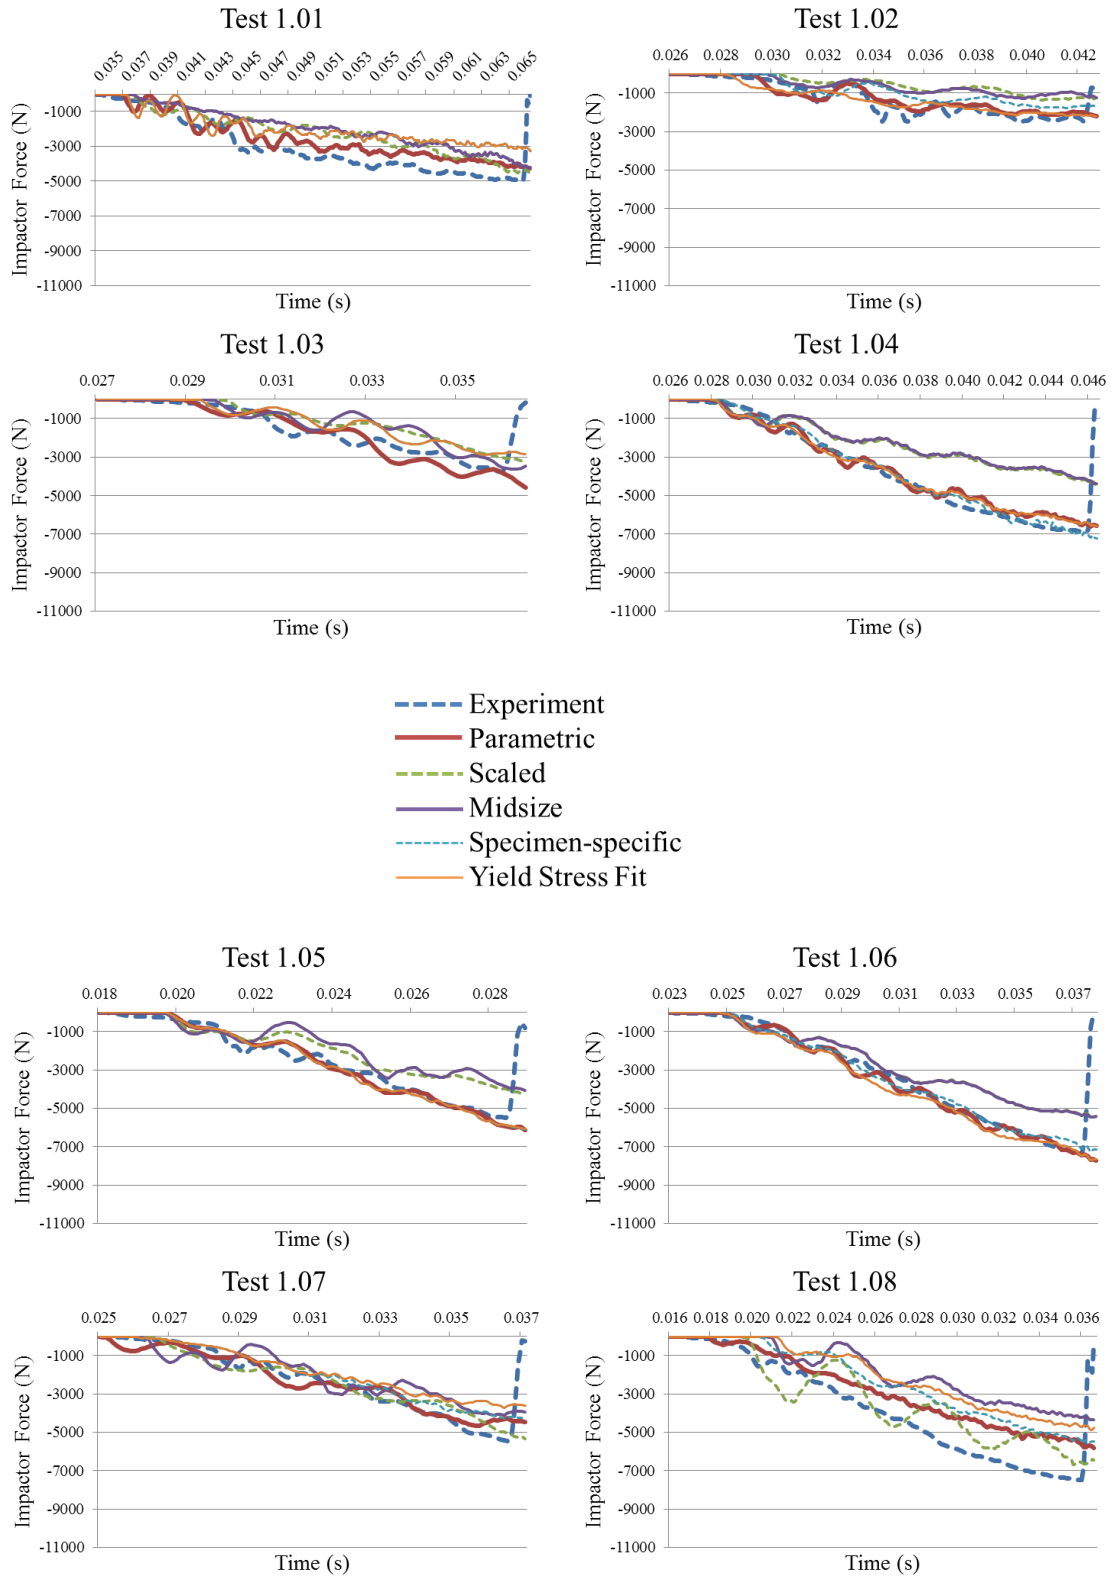 Test 1.01
0.035 0.037 0.039 0.041 0.043 0.045 0.047 0.049 0.051 0.053 0.055 0.057 0.059 0.061 0.063 0.065
-1000
-3000
-5000
-7000
-9000
-11000
Impactor Force (N)
Time (s)
Test 1.02
0.026 0.028 0.030 0.032 0.034 0.036 0.038 0.040 0.042
-1000
-3000
-5000
-7000
-9000
-11000
Impactor Force (N)
Time (s)
Test 1.03
0.027 0.029 0.031 0.033 0.035
-1000
-3000
-5000
-7000
-9000
-11000
Impactor Force (N)
Time (s)
Test 1.04
0.026 0.028 0.030 0.032 0.034 0.036 0.038 0.040 0.042 0.044 0.046
-1000
-3000
-5000
-7000
-9000
-11000
Impactor Force (N)
Time (s)
Experiment
Parametric
Scaled
Midsize
Specimen-specific
Yield Stress Fit
Test 1.05
0.018 0.020 0.022 0.024 0.026 0.028
-1000
-3000
-5000
-7000
-9000
-11000
Impactor Force (N)
Time (s)
Test 1.06
0.023 0.025 0.027 0.029 0.031 0.033 0.035 0.037
-1000
-3000
-5000
-7000
-9000
-11000
Impactor Force (N)
Time (s)
Test 1.07
0.025 0.027 0.029 0.031 0.033 0.035 0.037
-1000
-3000
-5000
-7000
-9000
-11000
Impactor Force (N)
Time (s)
Test 1.08
0.016 0.018 0.020 0.022 0.024 0.026 0.028 0.030 0.032 0.034 0.036
-1000
-3000
-5000
-7000
-9000
-11000
Impactor Force (N)
Time (s)